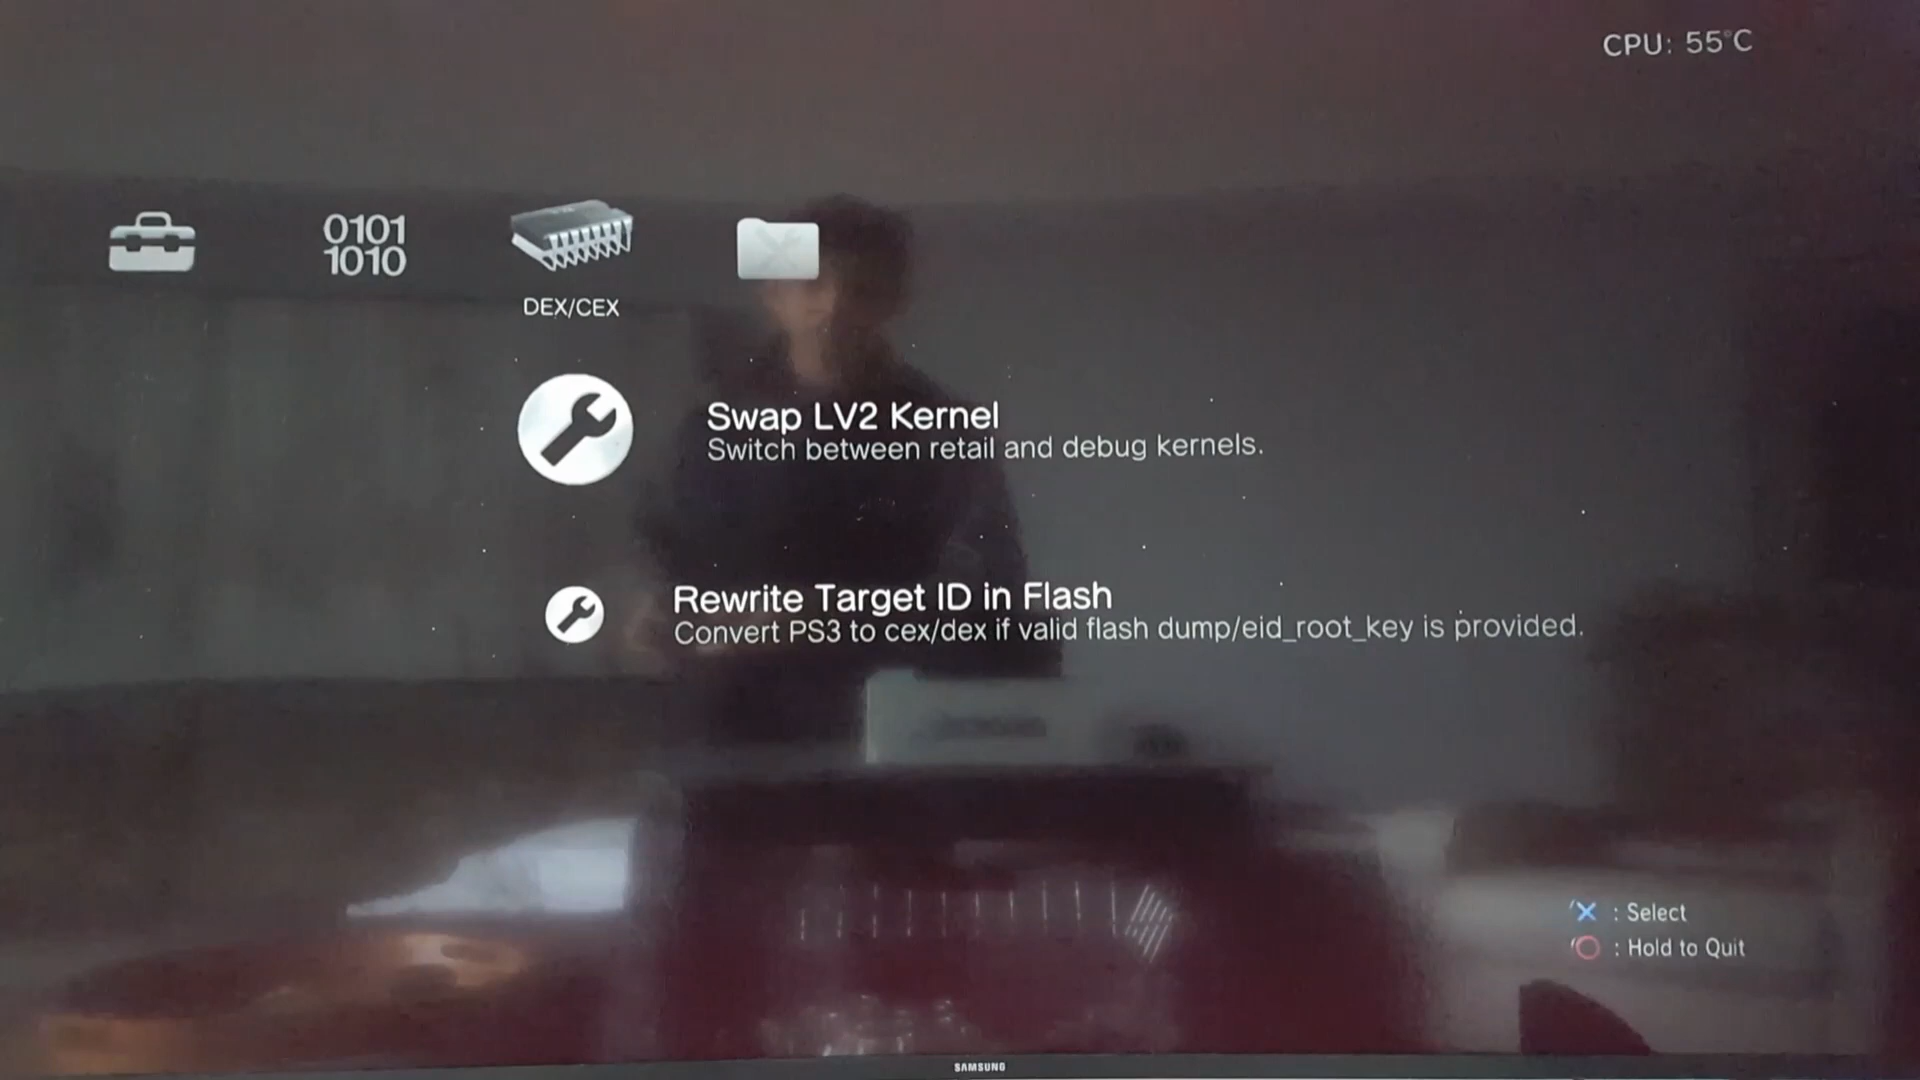 CPU: 55°C
0101
1010
DEX/CEX
Swap LV2 Kernel
Switch between retail and debug kernels.
Rewrite Target ID in Flash
Convert PS3 to cex/dex if valid flash dump/eid_root_key is provided.
: Select
: Hold to Quit
SAMSUNG